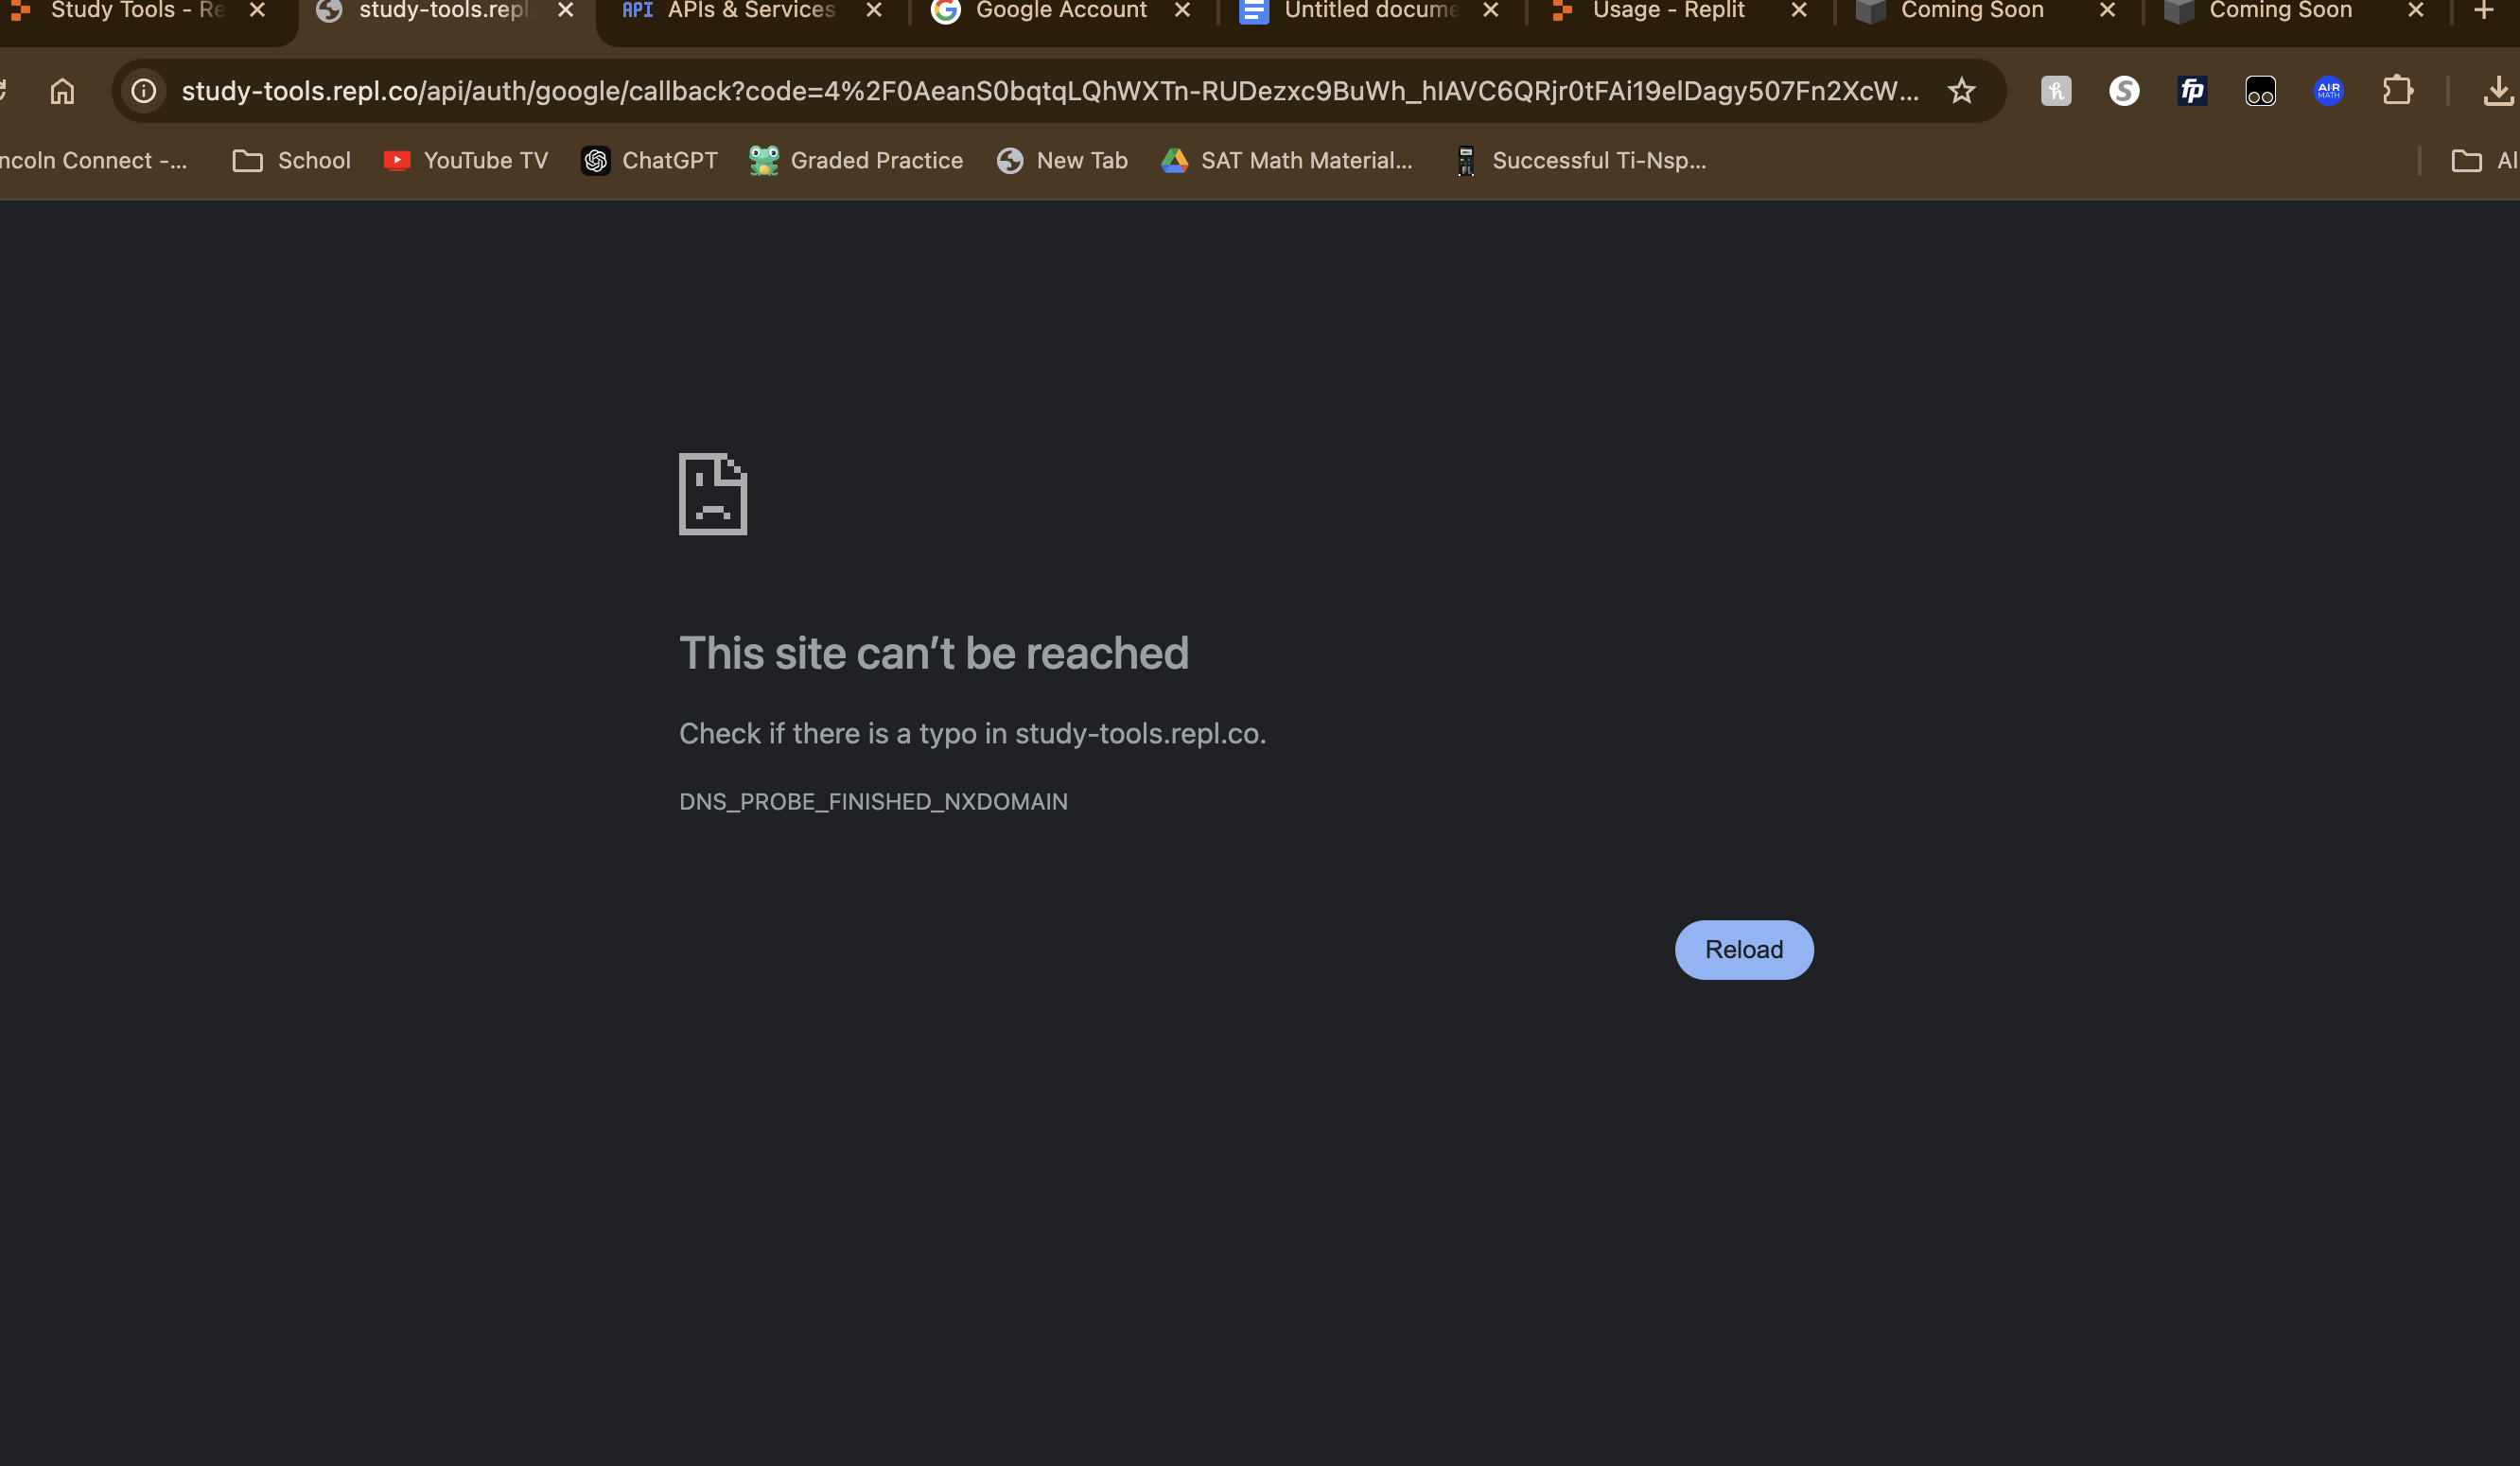 Study Tools - Re
study-tools.repl.
API APIs & Services
Google Account
Untitled docume
Usage - Replit
Coming Soon
Coming Soon
study-tools.repl.co/api/auth/google/callback?code=4%2F0AeanS0bqtqLQhWXTn-RUDezxc9BuWh_hIAVC6QRjr0tFAi19elDagy507Fn2XcW...
fp
AIR MATH
ncoln Connect -...
School
YouTube TV
ChatGPT
Graded Practice
New Tab
SAT Math Material...
Successful Ti-Nsp...
Al
This site can’t be reached
Check if there is a typo in study-tools.repl.co.
DNS_PROBE_FINISHED_NXDOMAIN
Reload